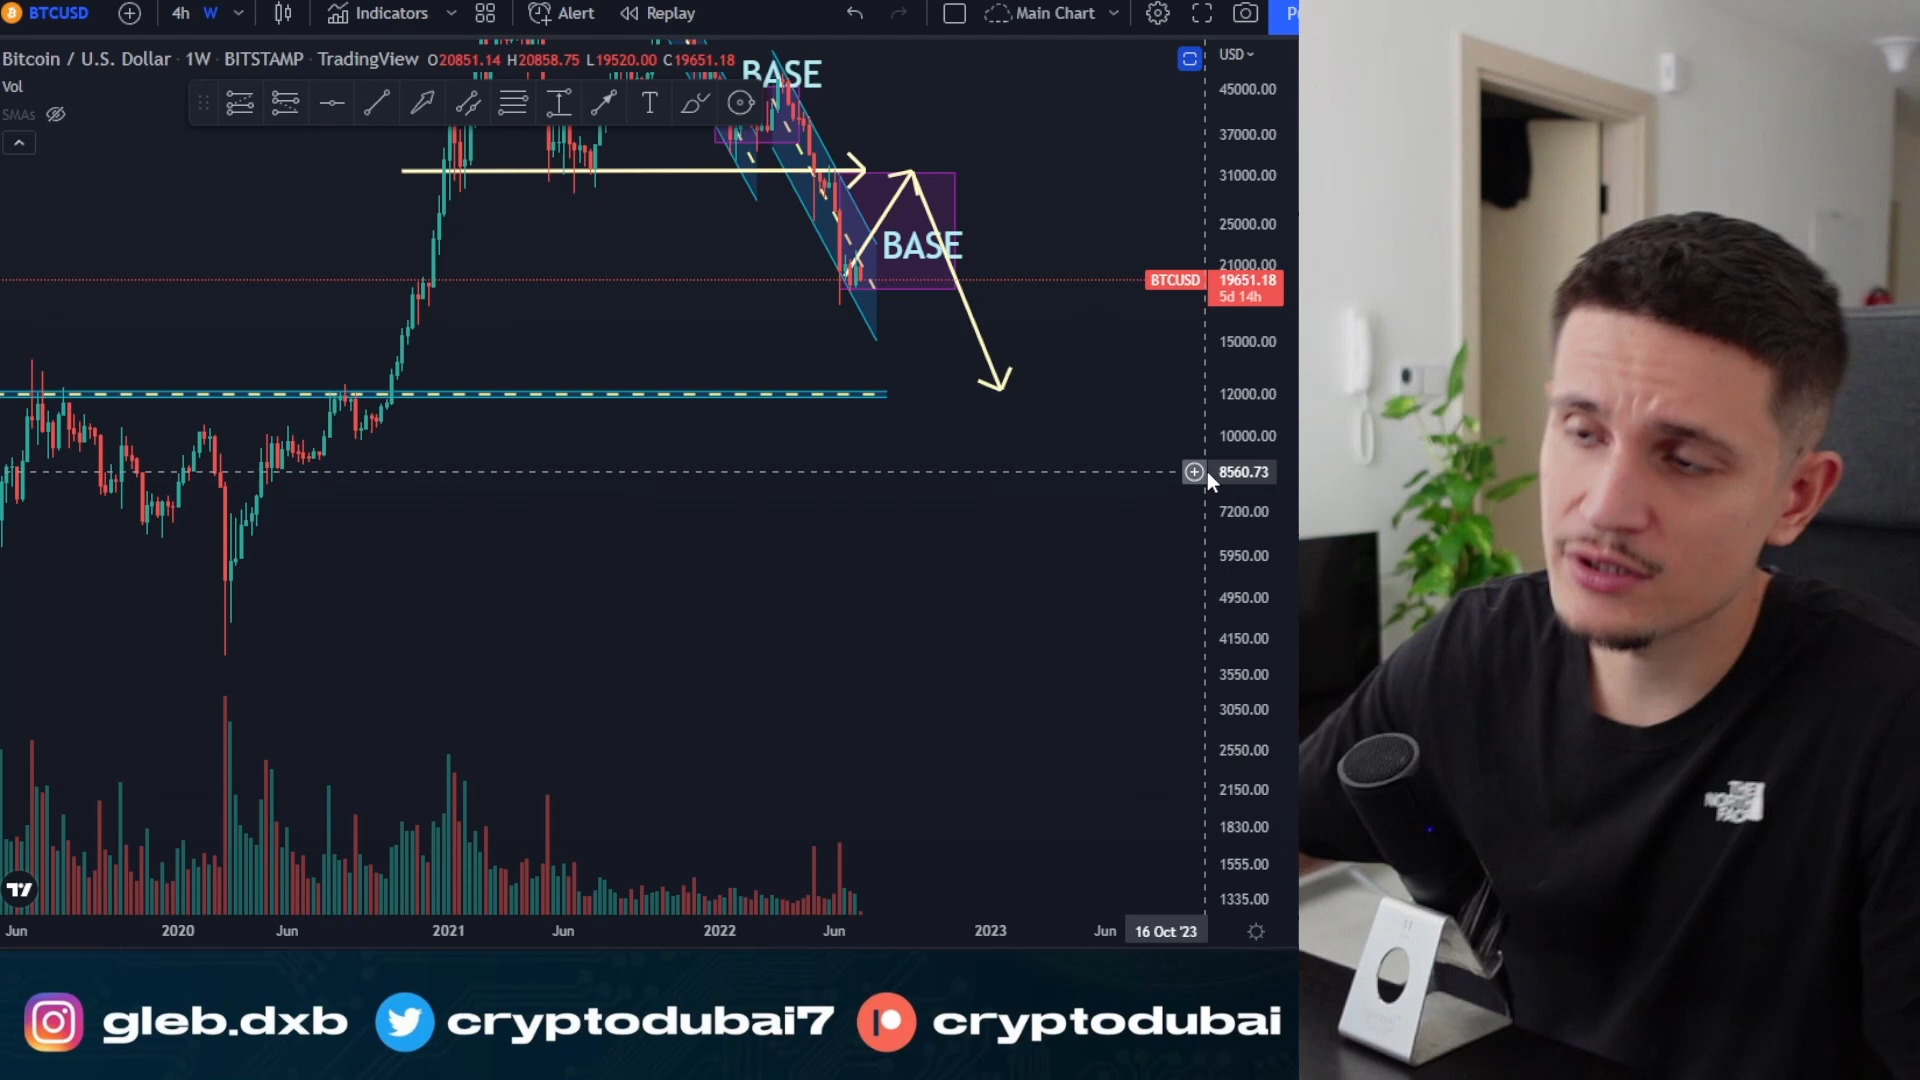 BTCUSD 4h W Indicators Alert Replay Main Chart
Bitcoin / U.S. Dollar · 1W · BITSTAMP · TradingView O20851.14 H20858.75 L19520.00 C19651.18
USD
Vol
SMAs
BASE
BASE
45000.00
37000.00
31000.00
25000.00
21000.00
BTCUSD 19651.18
5d 14h
15000.00
12000.00
10000.00
8560.73
7200.00
5950.00
4950.00
4150.00
3550.00
3050.00
2550.00
2150.00
1830.00
1555.00
1335.00
Jun 2020 Jun 2021 Jun 2022 Jun 2023 Jun 16 Oct '23
gleb.dxb cryptodubai7 cryptodubai
THE
NORTH
FACE